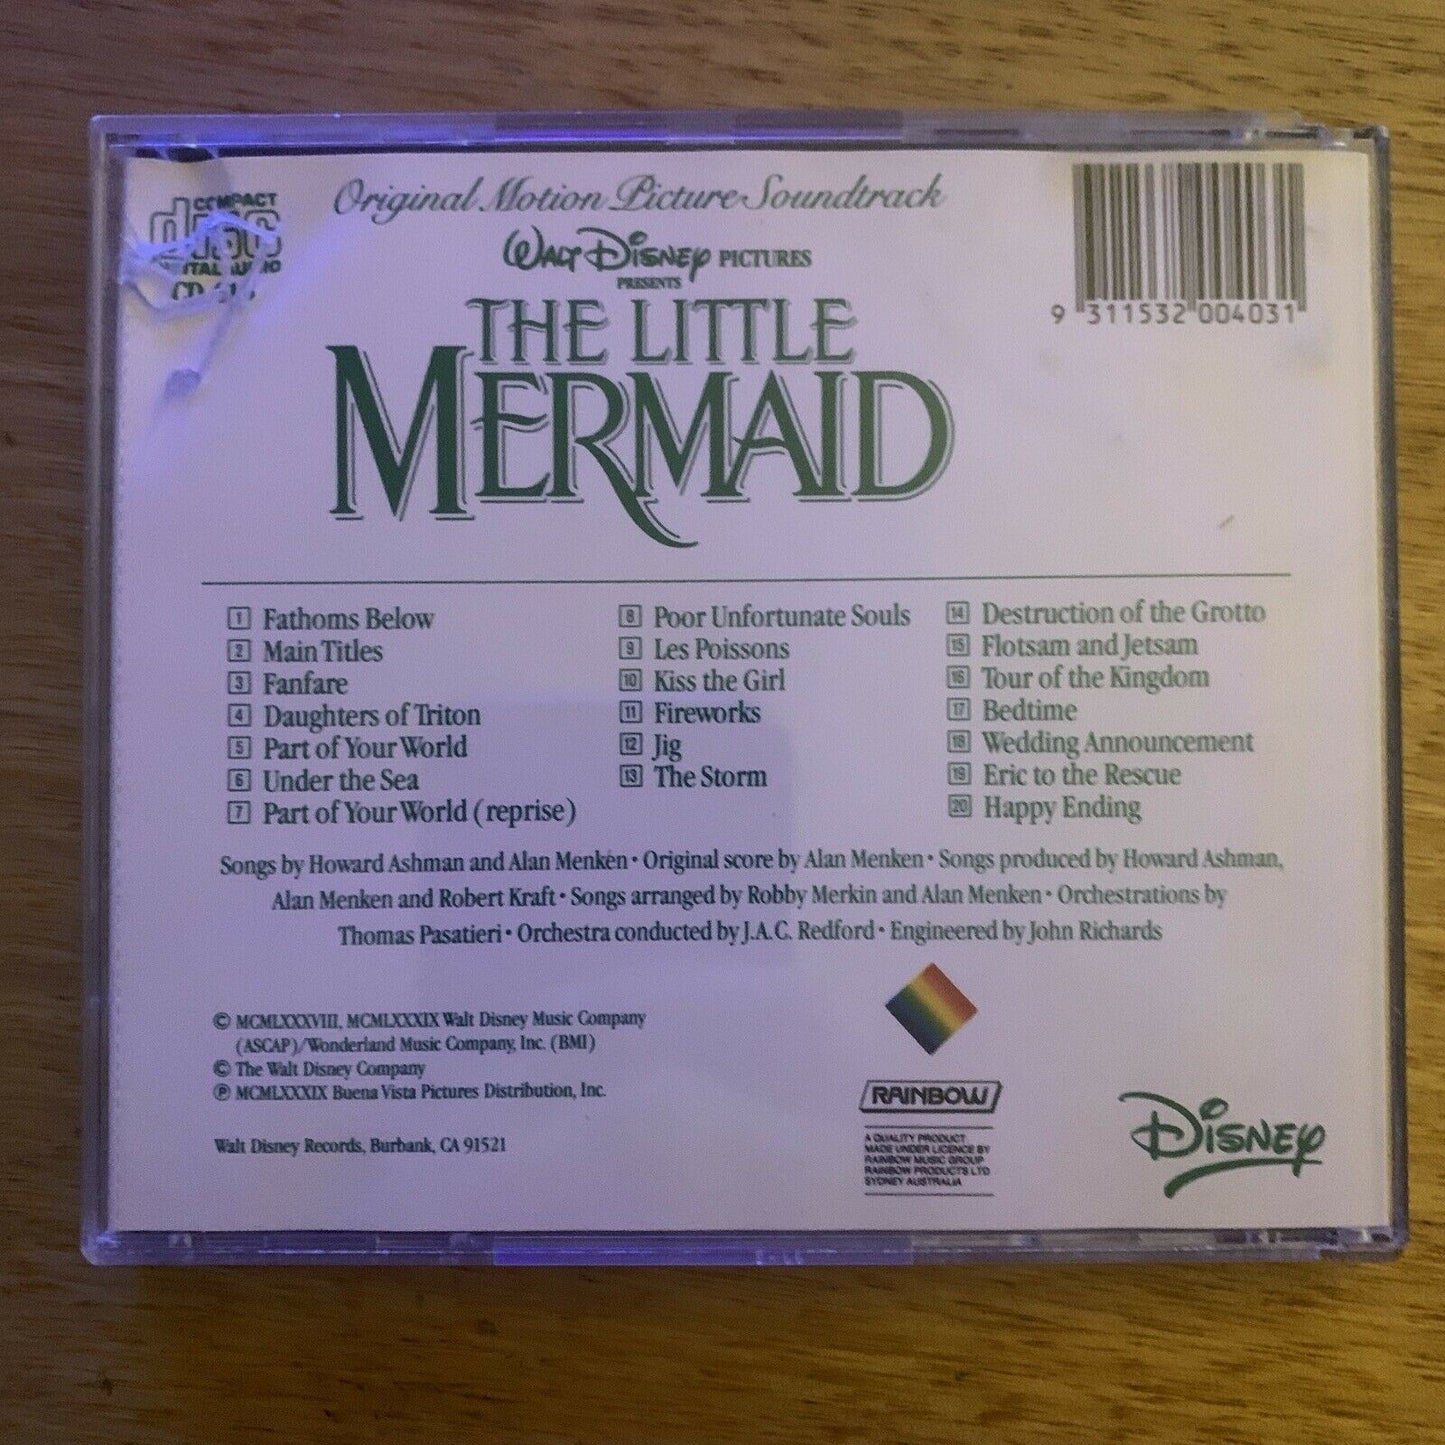 COMPACT
disc
DIGITAL AUDIO
CD
Original Motion Picture Soundtrack
WALT DISNEY PICTURES
PRESENTS
THE LITTLE
MERMAID
9 311532 004031
1 Fathoms Below
2 Main Titles
3 Fanfare
4 Daughters of Triton
5 Part of Your World
6 Under the Sea
7 Part of Your World (reprise)
8 Poor Unfortunate Souls
9 Les Poissons
10 Kiss the Girl
11 Fireworks
12 Jig
13 The Storm
14 Destruction of the Grotto
15 Flotsam and Jetsam
16 Tour of the Kingdom
17 Bedtime
18 Wedding Announcement
19 Eric to the Rescue
20 Happy Ending
Songs by Howard Ashman and Alan Menken • Original score by Alan Menken • Songs produced by Howard Ashman,
Alan Menken and Robert Kraft • Songs arranged by Robby Merkin and Alan Menken • Orchestrations by
Thomas Pasatieri • Orchestra conducted by J.A.C. Redford • Engineered by John Richards
© MCMLXXXVIII, MCMLXXXIX Walt Disney Music Company
(ASCAP)/Wonderland Music Company, Inc. (BMI)
© The Walt Disney Company
℗ MCMLXXXIX Buena Vista Pictures Distribution, Inc.
Walt Disney Records, Burbank, CA 91521
RAINBOW
A QUALITY PRODUCT
MADE UNDER LICENCE BY
RAINBOW MUSIC GROUP
RAINBOW PRODUCTS LTD
SYDNEY AUSTRALIA
DISNEY